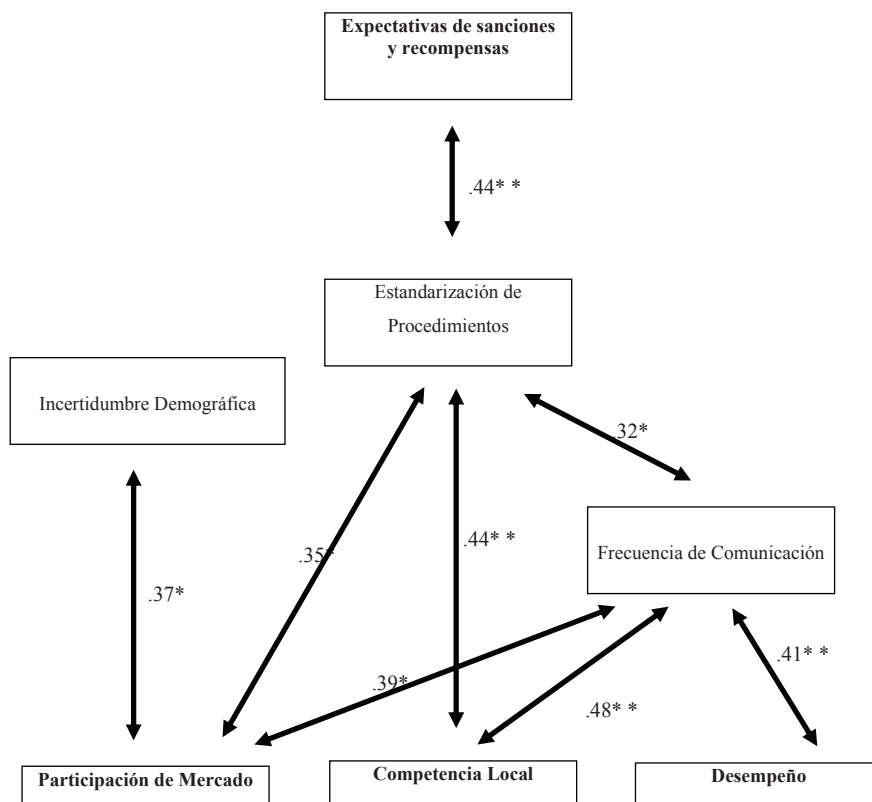 Expectativas de sanciones
y recompensas
.44* *
Estandarización de
Procedimientos
Incertidumbre Demográfica
.32*
.35*
.44* *
Frecuencia de Comunicación
.37*
.41* *
.39*
.48* *
Participación de Mercado
Competencia Local
Desempeño